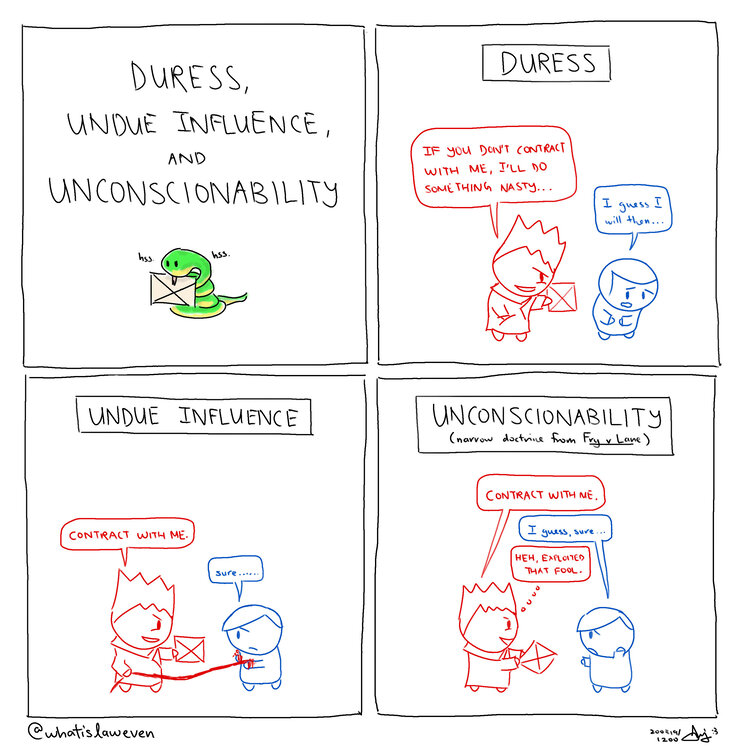 DURESS,
UNDUE INFLUENCE,
AND
UNCONSCIONABILITY
hss.
hss.
DURESS
IF YOU DON'T CONTRACT
WITH ME, I'LL DO
SOMETHING NASTY...
I guess I
will then...
UNDUE INFLUENCE
CONTRACT WITH ME.
sure......
UNCONSCIONABILITY
(narrow doctrine from Fry v Lane)
CONTRACT WITH ME.
I guess, sure...
HEH, EXPLOITED
THAT FOOL.
@whatislaweven
1200